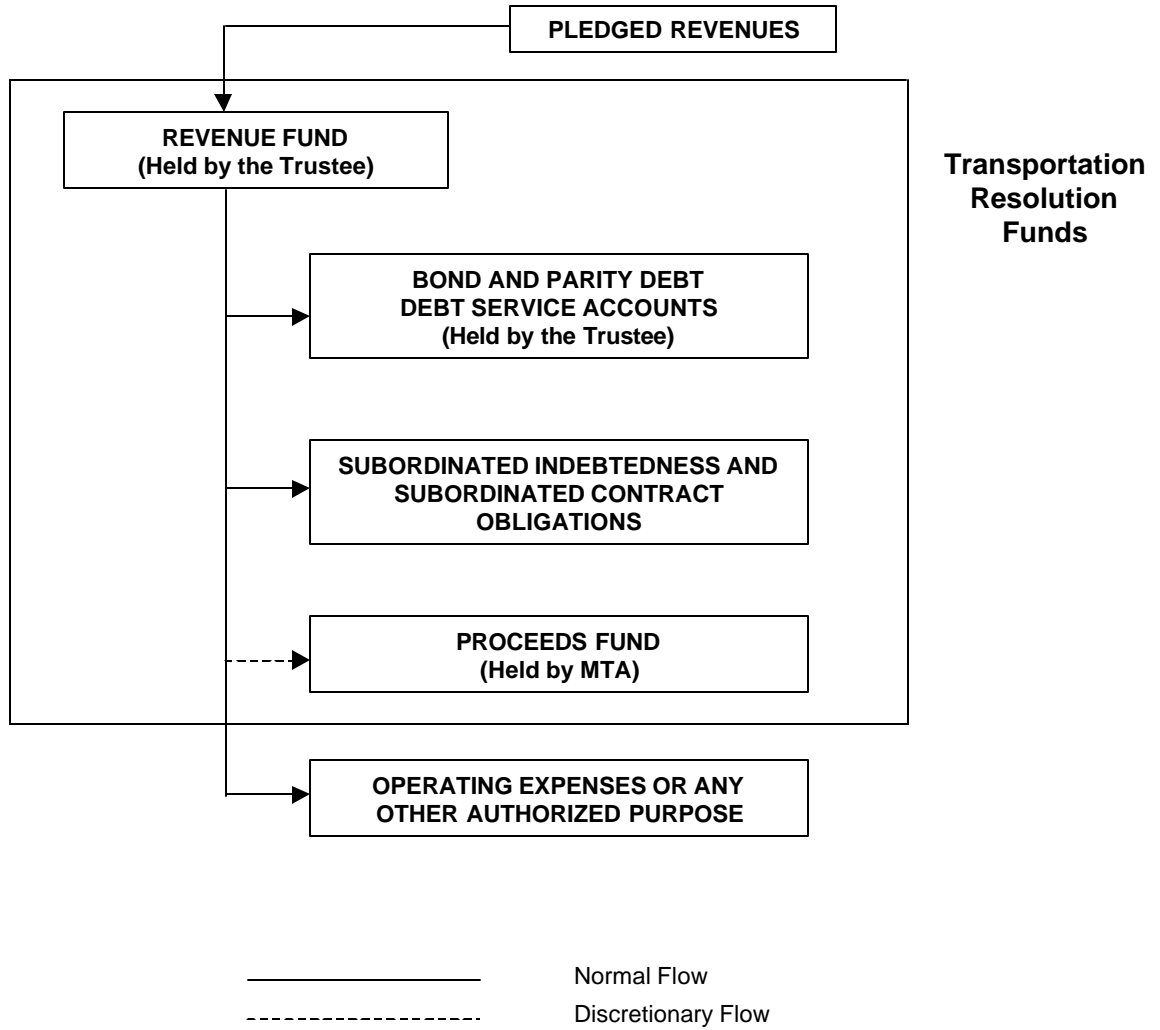 PLEDGED REVENUES
REVENUE FUND
(Held by the Trustee)
Transportation
Resolution
Funds
BOND AND PARITY DEBT
DEBT SERVICE ACCOUNTS
(Held by the Trustee)
SUBORDINATED INDEBTEDNESS AND
SUBORDINATED CONTRACT
OBLIGATIONS
PROCEEDS FUND
(Held by MTA)
OPERATING EXPENSES OR ANY
OTHER AUTHORIZED PURPOSE
Normal Flow
Discretionary Flow